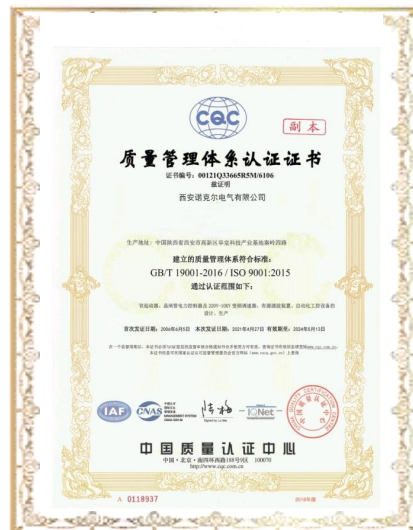 CQC
副本
质量管理体系认证证书
证书编号：00121Q33665R5M/6106
兹证明
西安诺克尔电气有限公司
生产地址：中国陕西省西安市高新区草堂科技产业基地秦岭四路
建立的质量管理体系符合标准：
GB/T 19001-2016 / ISO 9001:2015
通过认证范围如下：
设计、生产
首次发证日期：2006年6月5日 本次发证日期：2021年4月27日 有效期至：2024年5月13日
IAF
CNAS
IQNet
中国质量认证中心
中国·北京·南四环西路188号9区 100070
http://www.cqc.com.cn
A 0118937